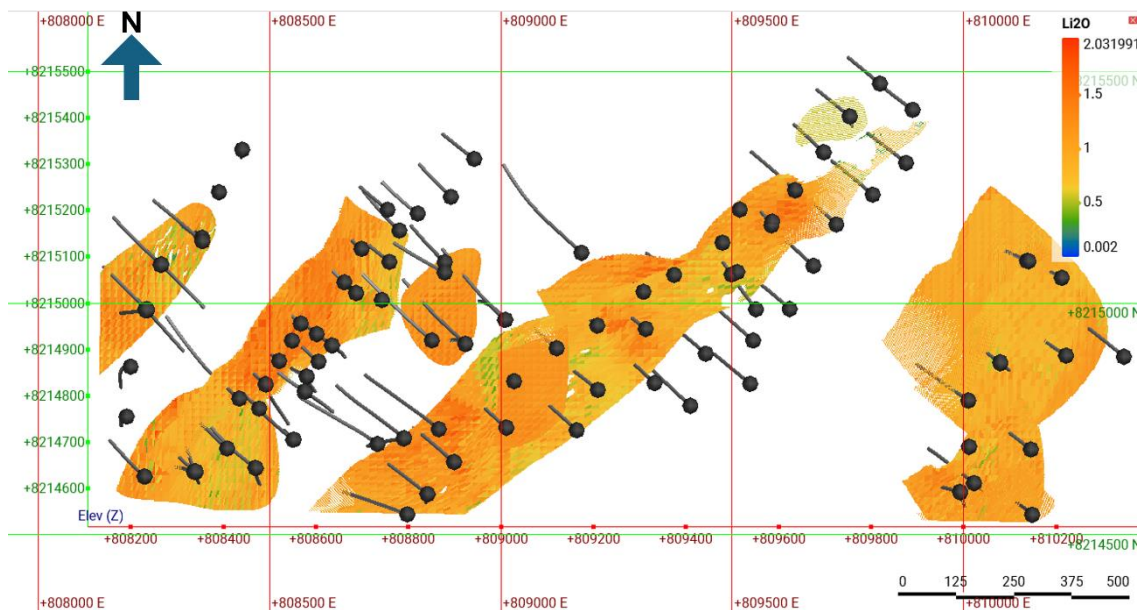 +808000 E
+808500 E
+809000 E
+809500 E
+810000 E
N
Li2O
2.031991
1.5
1
0.5
0.002
+8215500
+8215500 N
+8215400
+8215300
+8215200
+8215100
+8215000
+8215000 N
+8214900
+8214800
+8214700
+8214600
Elev (Z)
+808200
+808400
+808600
+808800
+809000
+809200
+809400
+809600
+809800
+810000
+810200
+8214500 N
0
125
250
375
500
+808000 E
+808500 E
+809000 E
+809500 E
+810000 E